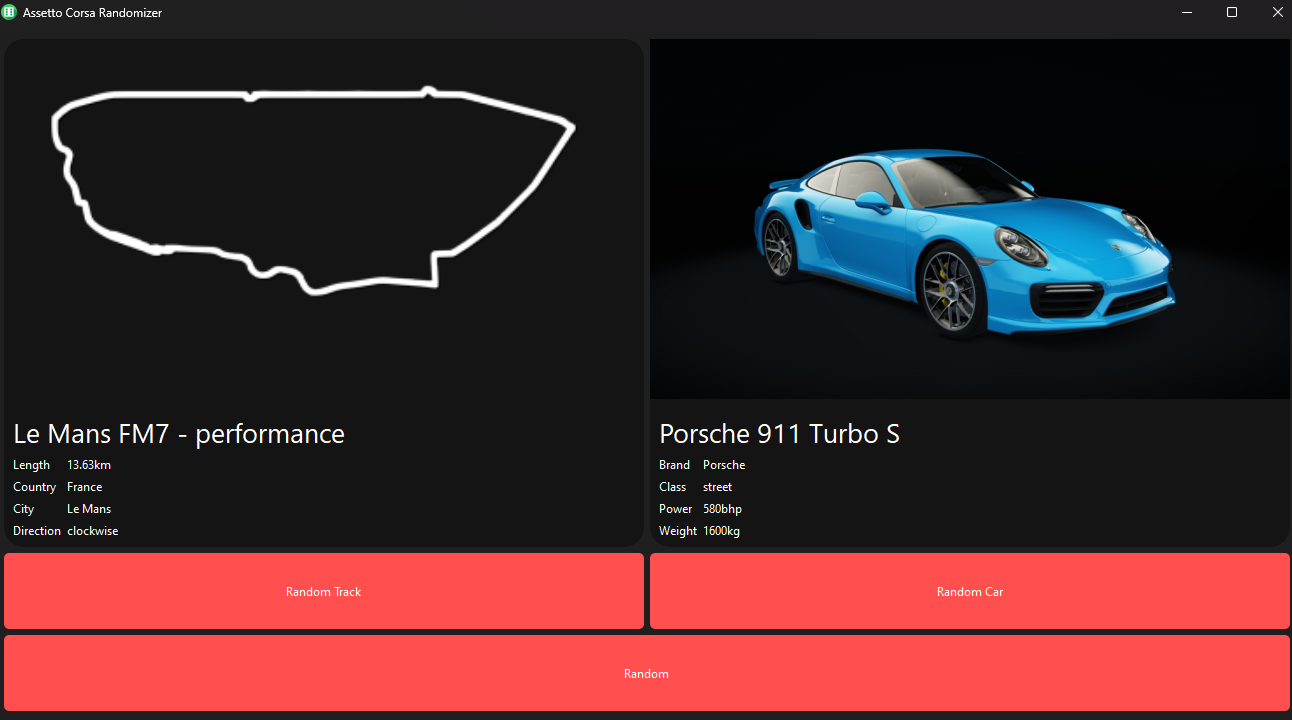 Assetto Corsa Randomizer
Le Mans FM7 - performance
Length 13.63km
Country France
City Le Mans
Direction clockwise
Porsche 911 Turbo S
Brand Porsche
Class street
Power 580bhp
Weight 1600kg
Random Track
Random Car
Random